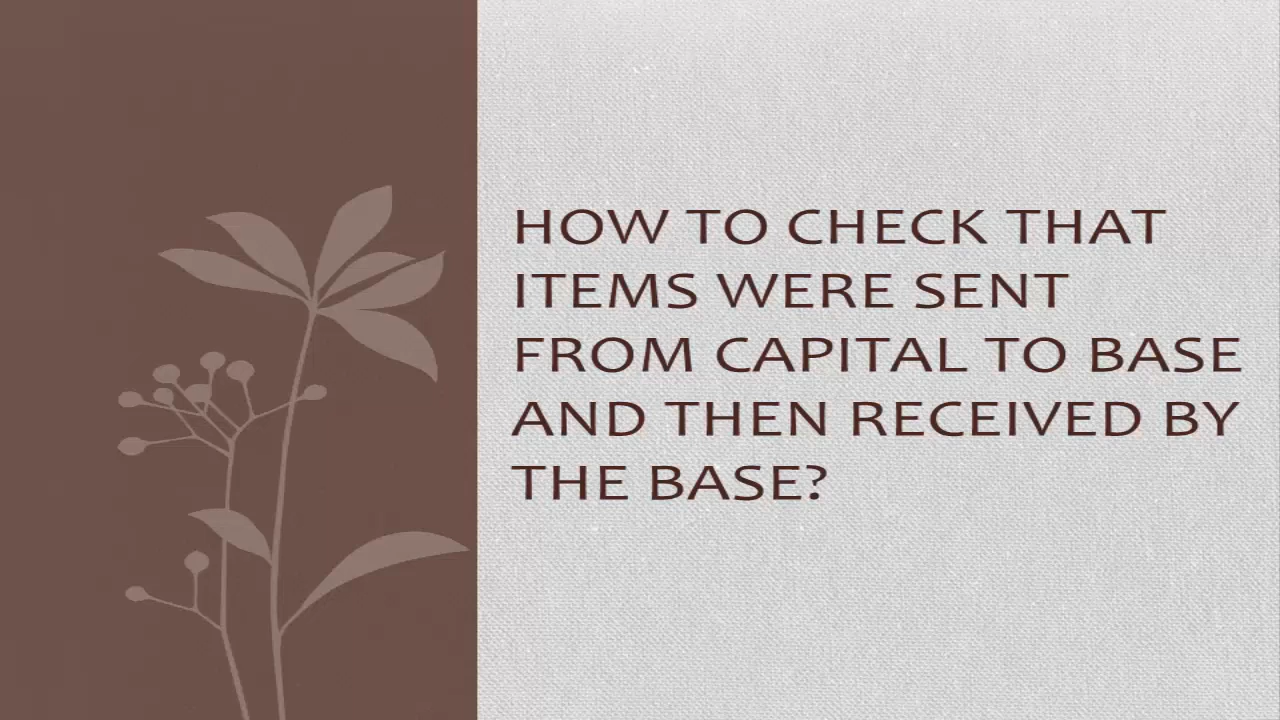 HOW TO CHECK THAT
ITEMS WERE SENT
FROM CAPITAL TO BASE
AND THEN RECEIVED BY
THE BASE?